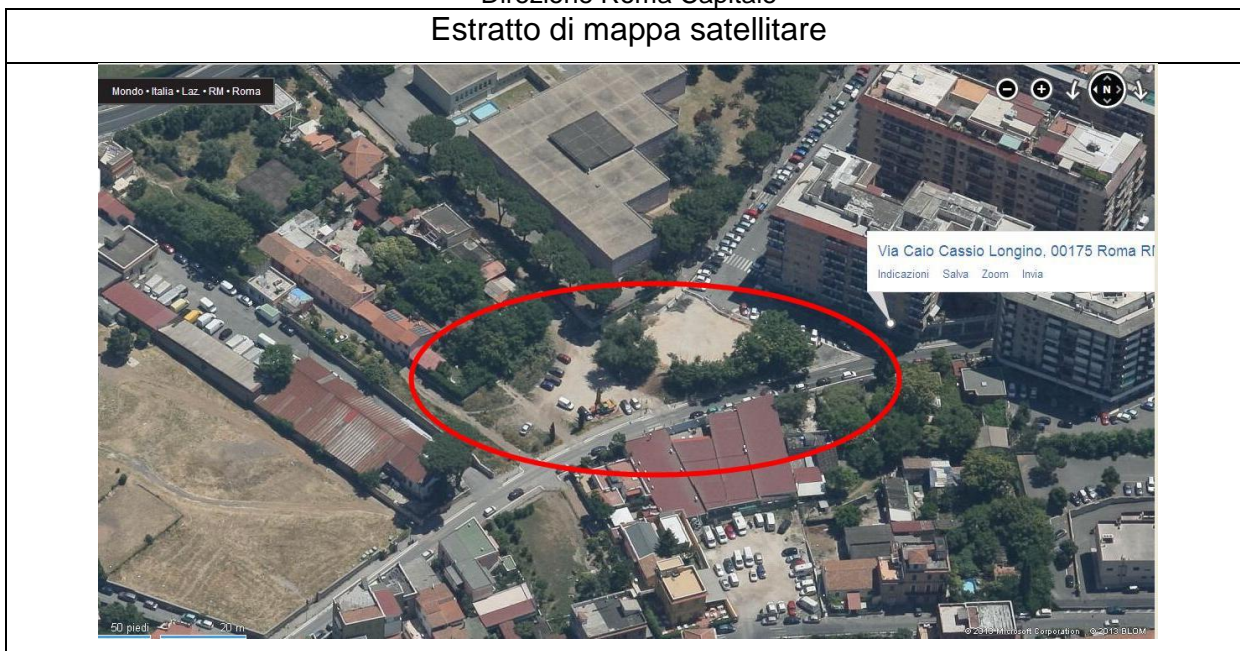 Direzione Roma Capitale
Estratto di mappa satellitare
Mondo • Italia • Laz. • RM • Roma
N
Via Caio Cassio Longino, 00175 Roma RM
Indicazioni Salva Zoom Invia
50 piedi 20 m
© 2013 Microsoft Corporation © 2013 BLOM